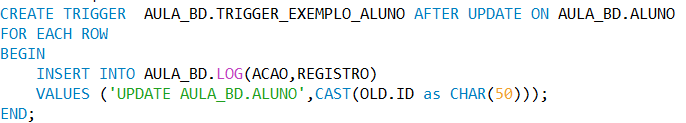 CREATE TRIGGER  AULA_BD.TRIGGER_EXEMPLO_ALUNO AFTER UPDATE ON AULA_BD.ALUNO
FOR EACH ROW
BEGIN
    INSERT INTO AULA_BD.LOG(ACAO,REGISTRO)
    VALUES ('UPDATE AULA_BD.ALUNO',CAST(OLD.ID as CHAR(50)));
END;